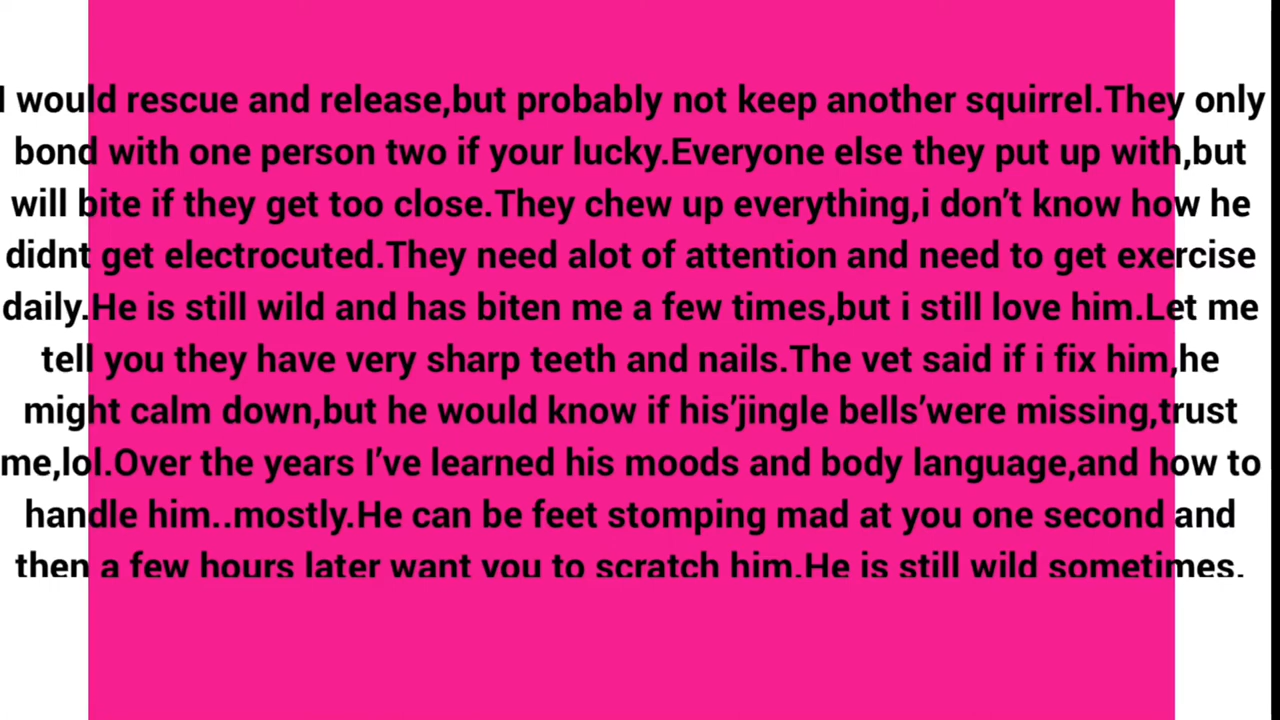 I would rescue and release,but probably not keep another squirrel.They only
bond with one person two if your lucky.Everyone else they put up with,but
will bite if they get too close.They chew up everything,i don’t know how he
didnt get electrocuted.They need alot of attention and need to get exercise
daily.He is still wild and has biten me a few times,but i still love him.Let me
tell you they have very sharp teeth and nails.The vet said if i fix him,he
might calm down,but he would know if his’jingle bells’were missing,trust
me,lol.Over the years I’ve learned his moods and body language,and how to
handle him..mostly.He can be feet stomping mad at you one second and
then a few hours later want you to scratch him.He is still wild sometimes.